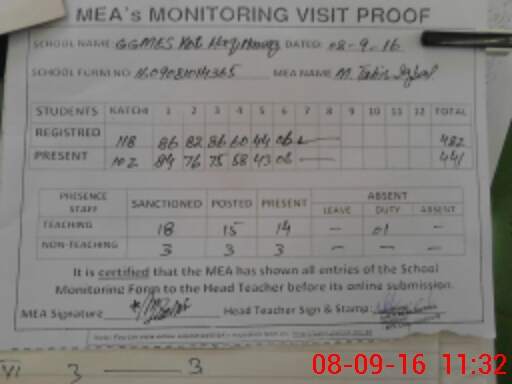 MEA's MONITORING VISIT PROOF
SCHOOL NAME GGMES Kot DATED: 08-9-16
SCHOOL FORM NO MEA NAME M. Tahir Iqbal
STUDENTS KATCHI 1 2 3 4 5 6 7 8 9 10 11 12 TOTAL
REGISTRED 118 86 82 86 60 44 06 482
PRESENT 102 84 76 75 58 43 06 441
PRESENCE STAFF SANCTIONED POSTED PRESENT ABSENT
LEAVE DUTY ABSENT
TEACHING 18 15 14 - 01 -
NON-TEACHING 3 3 3 - - -
It is certified that the MEA has shown all entries of the School
Monitoring Form to the Head Teacher before its online submission.
MEA Signature Head Teacher Sign & Stamp:
VI 3 3
08-09-16 11:32